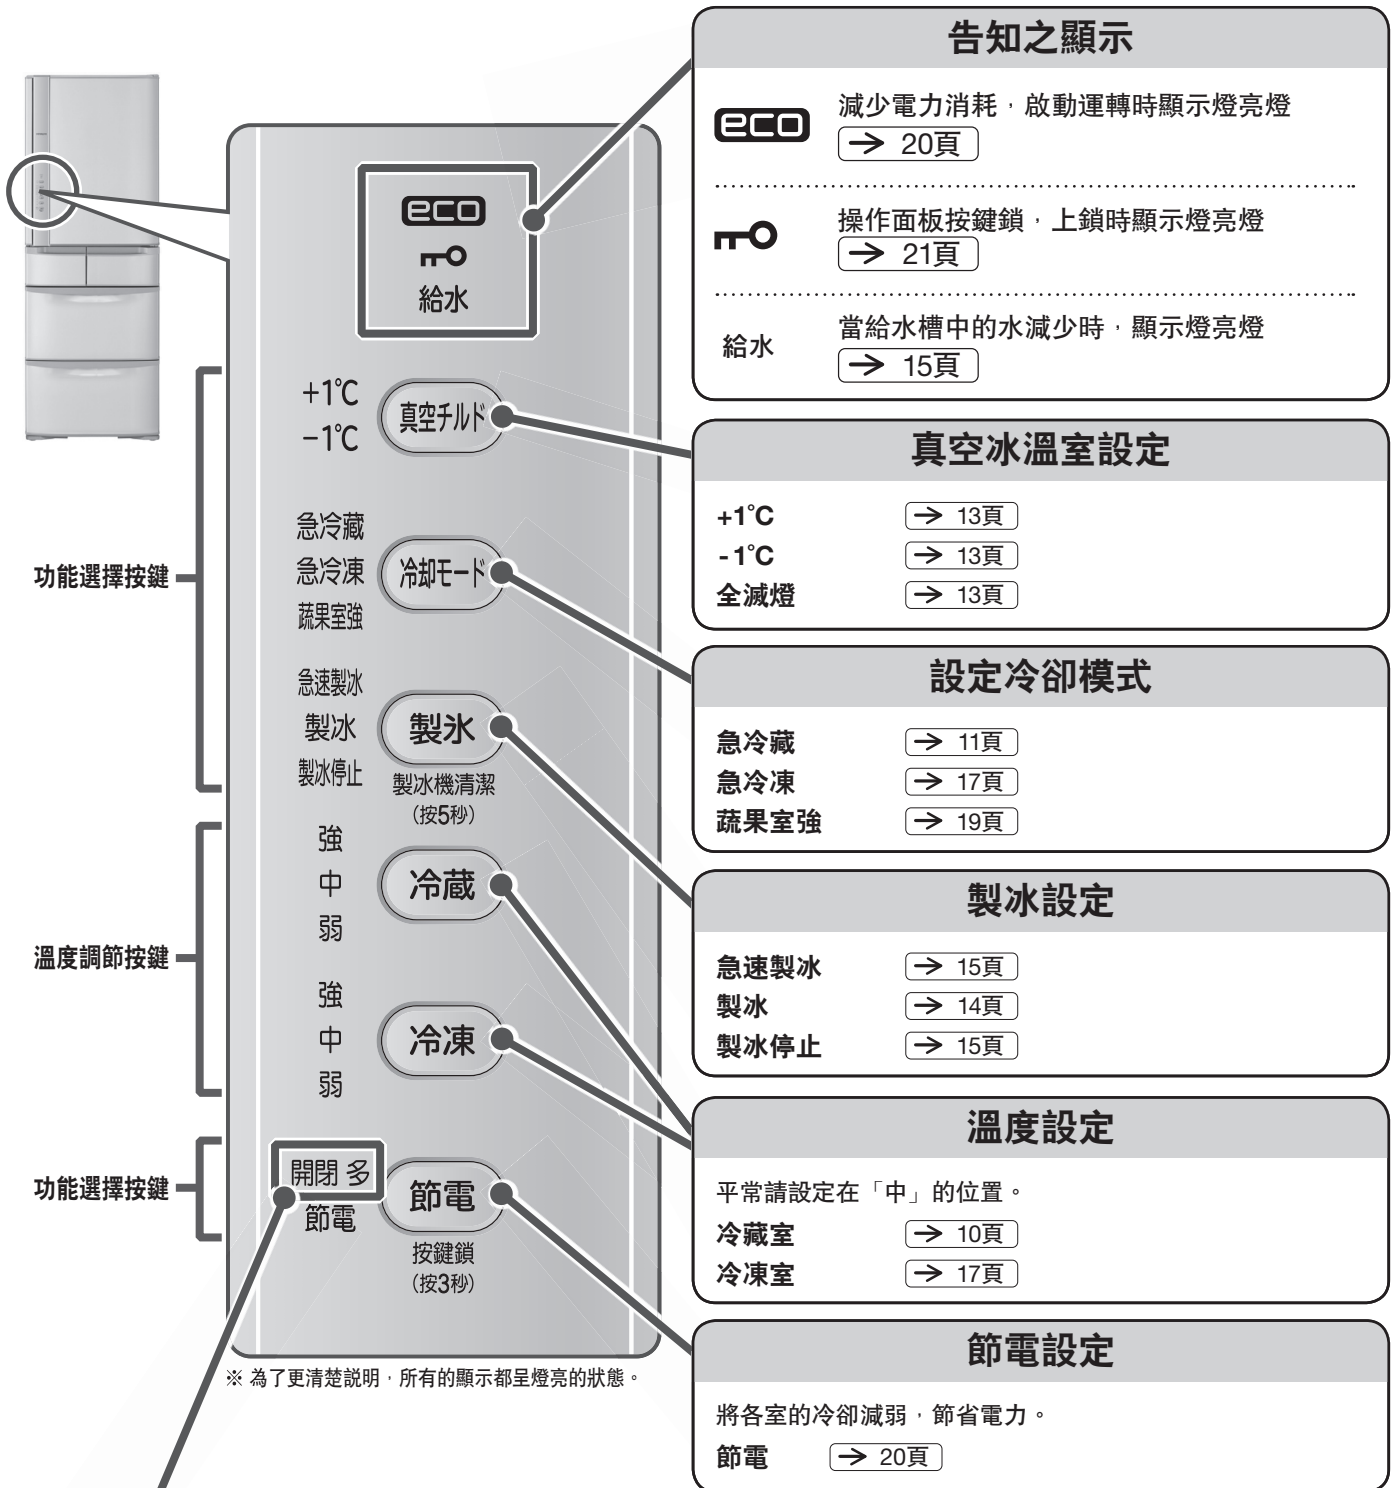 告知之顯示
eco
減少電力消耗，啟動運轉時顯示燈亮燈
→ 20頁
操作面板按鍵鎖，上鎖時顯示燈亮燈
→ 21頁
給水
當給水槽中的水減少時，顯示燈亮燈
→ 15頁
eco
給水
功能選擇按鍵
+1℃
-1℃
真空チルド
急冷藏
急冷凍
蔬果室強
冷却モード
急速製冰
製冰
製冰停止
製氷
製冰機清潔
(按5秒)
溫度調節按鍵
強
中
弱
冷蔵
強
中
弱
冷凍
功能選擇按鍵
開閉 多
節電
節電
按鍵鎖
(按3秒)
※ 為了更清楚說明，所有的顯示都呈燈亮的狀態。
真空冰溫室設定
+1℃ → 13頁
-1℃ → 13頁
全滅燈 → 13頁
設定冷卻模式
急冷藏 → 11頁
急冷凍 → 17頁
蔬果室強 → 19頁
製冰設定
急速製冰 → 15頁
製冰 → 14頁
製冰停止 → 15頁
溫度設定
平常請設定在「中」的位置。
冷藏室 → 10頁
冷凍室 → 17頁
節電設定
將各室的冷卻減弱，節省電力。
節電 → 20頁